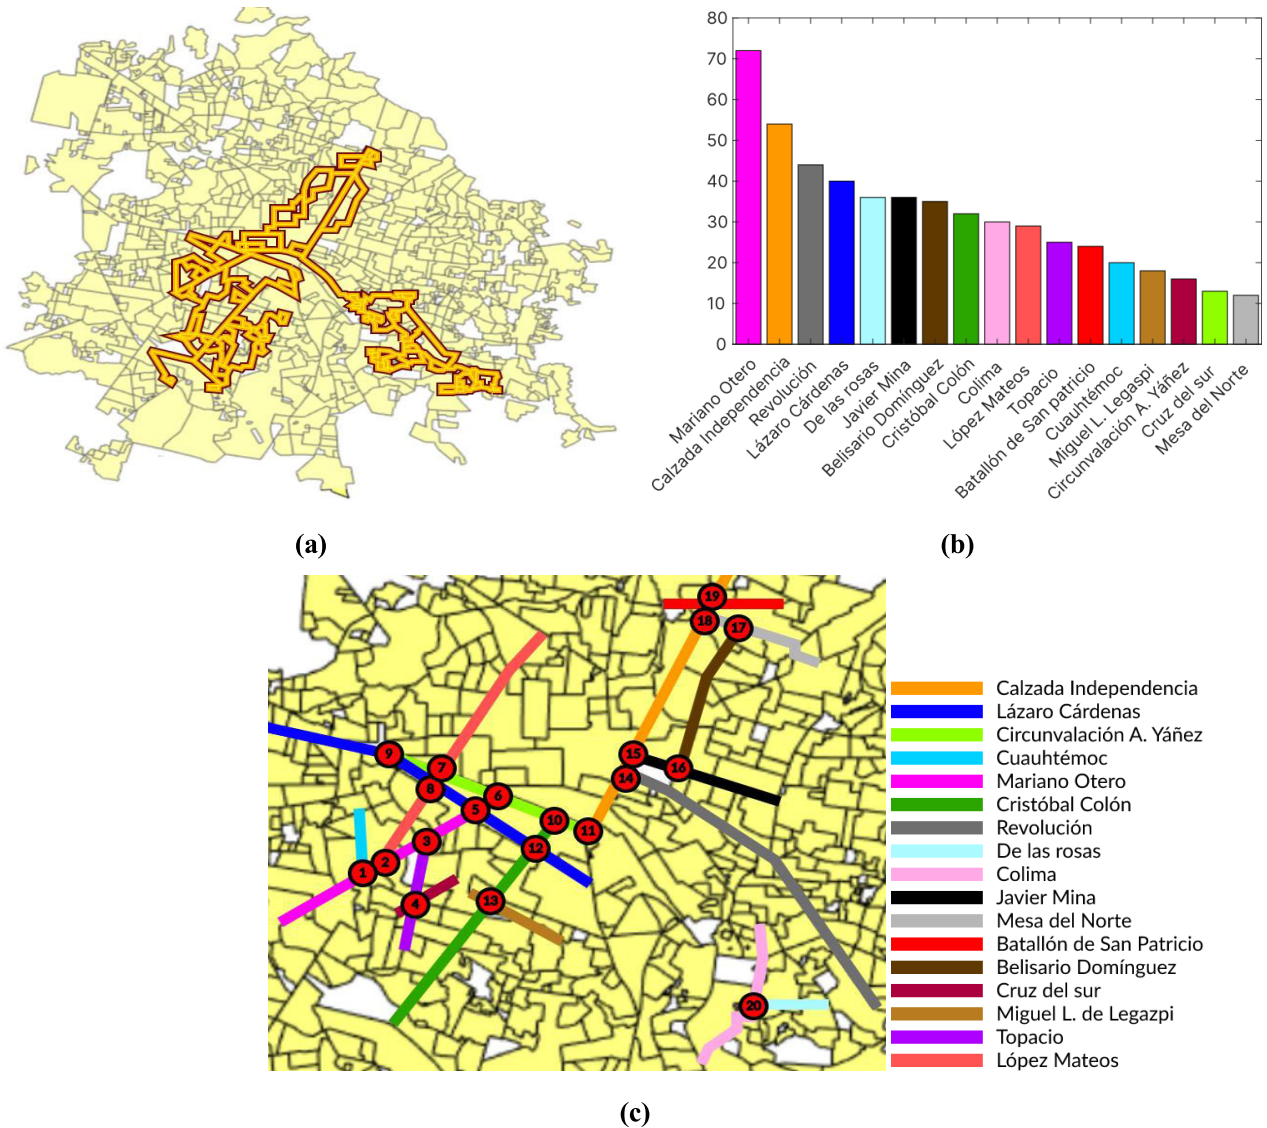 80
70
60
50
40
30
20
10
0
Mariano Otero
Calzada Independencia
Revolución
Lázaro Cárdenas
De las rosas
Javier Mina
Belisario Domínguez
Cristóbal Colón
Colima
López Mateos
Topacio
Batallón de San patricio
Cuauhtémoc
Miguel L. Legaspi
Circunvalación A. Yáñez
Cruz del sur
Mesa del Norte
(a)
(b)
19
18
17
15
16
14
9
7
8
6
5
10
11
3
12
2
1
4
13
20
Calzada Independencia
Lázaro Cárdenas
Circunvalación A. Yáñez
Cuauhtémoc
Mariano Otero
Cristóbal Colón
Revolución
De las rosas
Colima
Javier Mina
Mesa del Norte
Batallón de San Patricio
Belisario Domínguez
Cruz del sur
Miguel L. de Legazpi
Topacio
López Mateos
(c)